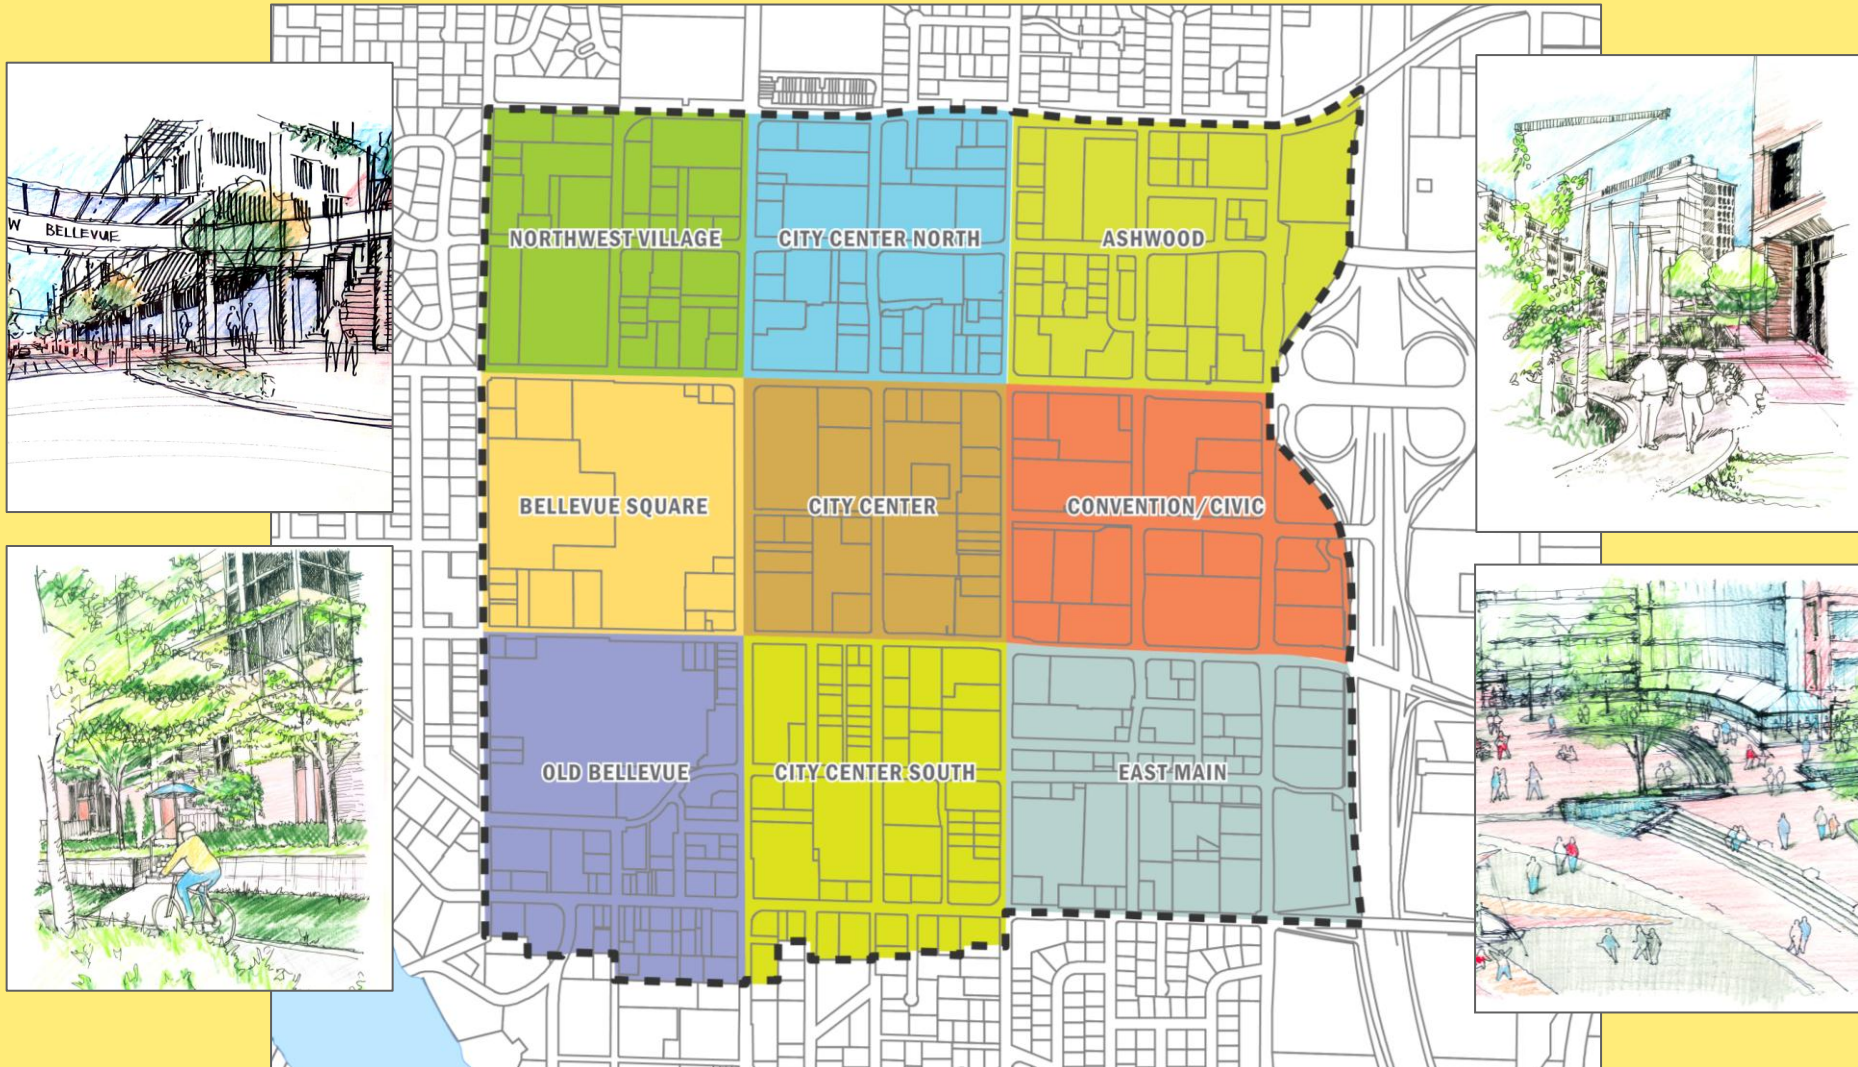 W BELLEVUE
NORTHWEST VILLAGE
CITY CENTER NORTH
ASHWOOD
BELLEVUE SQUARE
CITY CENTER
CONVENTION/CIVIC
OLD BELLEVUE
CITY CENTER SOUTH
EAST MAIN